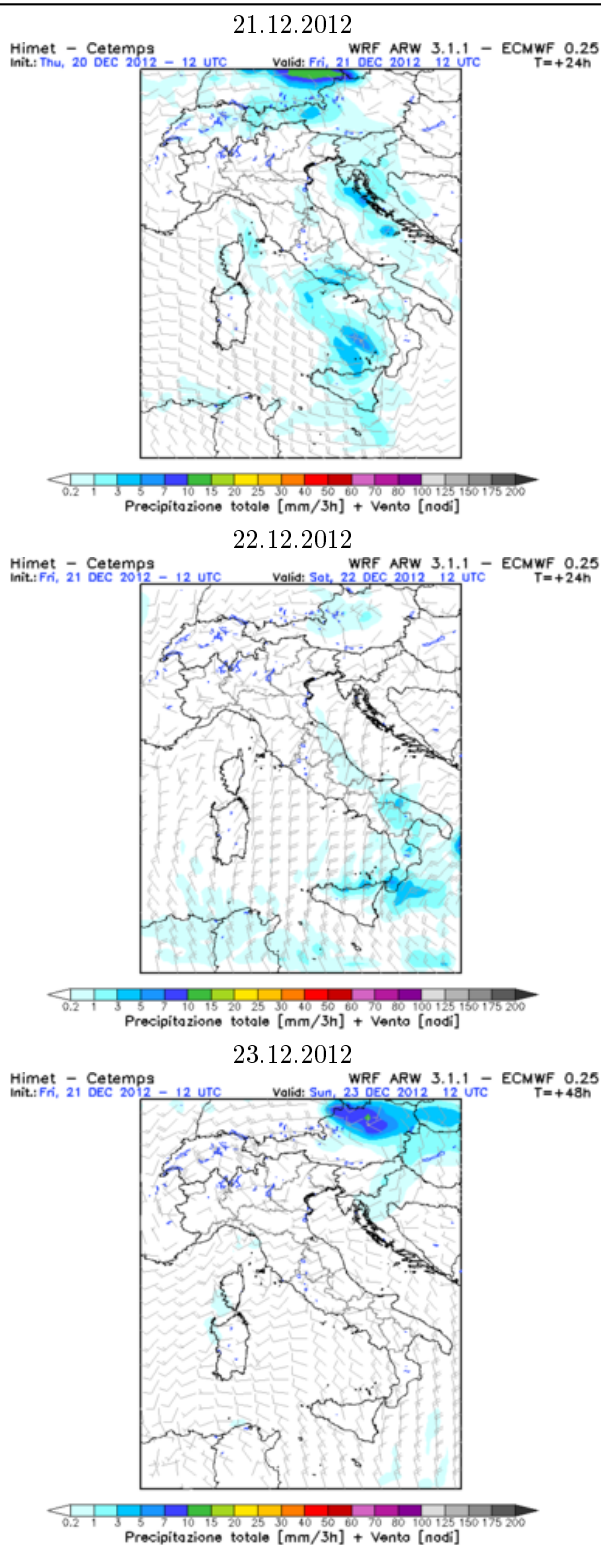 21.12.2012
Himet – Cetemps WRF ARW 3.1.1 – ECMWF 0.25
Init.: Thu, 20 DEC 2012 – 12 UTC Valid: Fri, 21 DEC 2012 12 UTC T=+24h
0.2 1 3 5 7 10 15 20 25 30 40 50 60 70 80 100 125 150 175 200
Precipitazione totale [mm/3h] + Vento [nodi]
22.12.2012
Himet – Cetemps WRF ARW 3.1.1 – ECMWF 0.25
Init.: Fri, 21 DEC 2012 – 12 UTC Valid: Sat, 22 DEC 2012 12 UTC T=+24h
0.2 1 3 5 7 10 15 20 25 30 40 50 60 70 80 100 125 150 175 200
Precipitazione totale [mm/3h] + Vento [nodi]
23.12.2012
Himet – Cetemps WRF ARW 3.1.1 – ECMWF 0.25
Init.: Fri, 21 DEC 2012 – 12 UTC Valid: Sun, 23 DEC 2012 12 UTC T=+48h
0.2 1 3 5 7 10 15 20 25 30 40 50 60 70 80 100 125 150 175 200
Precipitazione totale [mm/3h] + Vento [nodi]